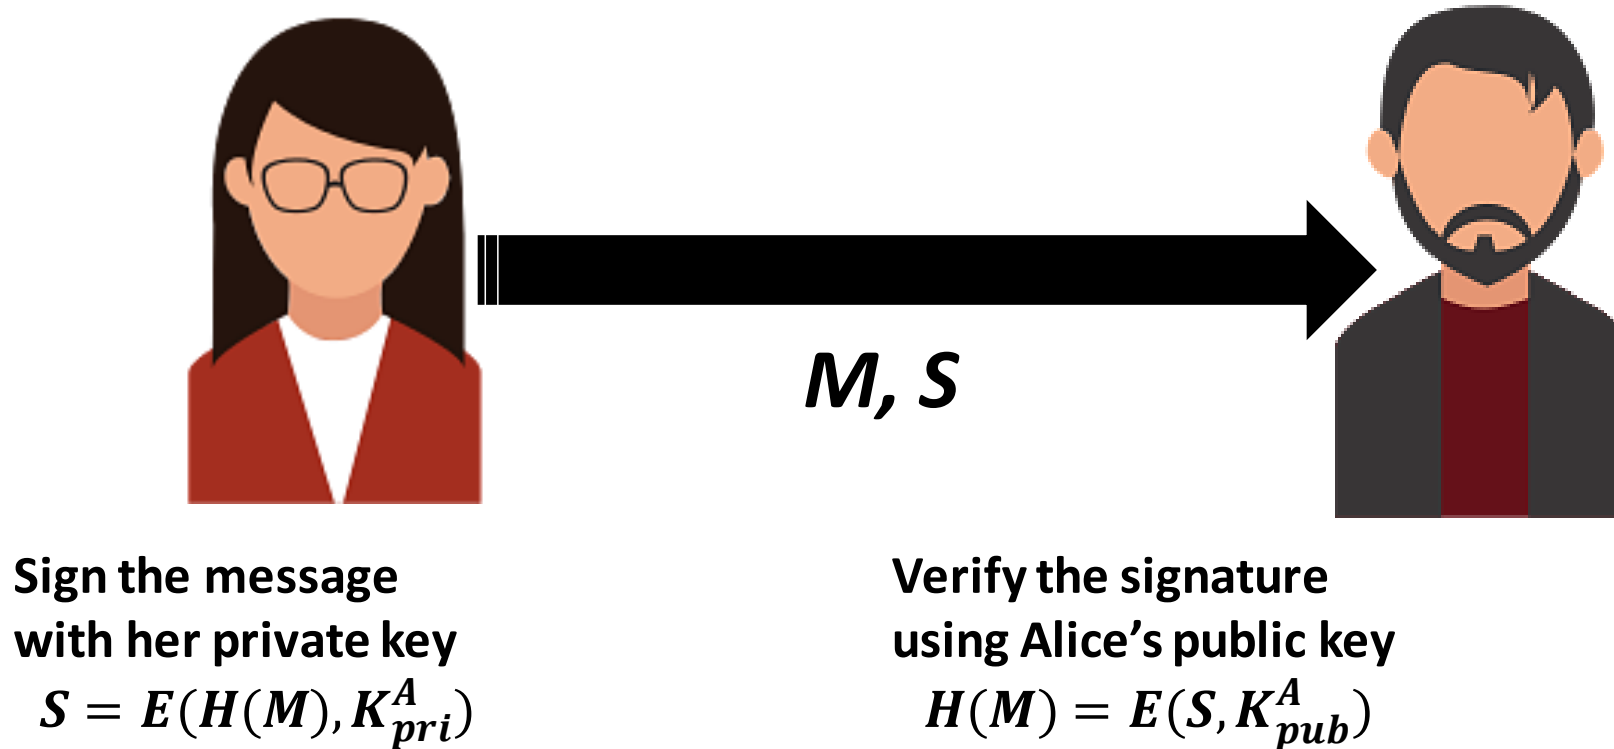 M, S
Sign the message
with her private key
S = E(H(M), K^A_pri)
Verify the signature
using Alice’s public key
H(M) = E(S, K^A_pub)